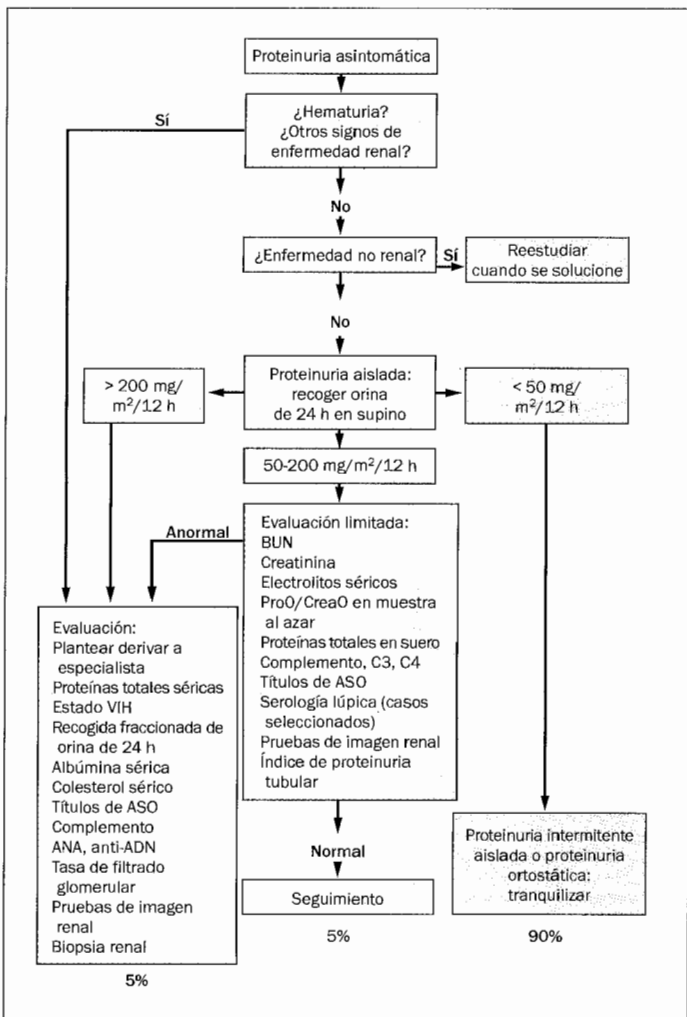 Proteinuria asintomática
Sí
¿Hematuria?
¿Otros signos de
enfermedad renal?
No
¿Enfermedad no renal?
Sí
Reestudiar
cuando se solucione
No
> 200 mg/
m²/12 h
Proteinuria aislada:
recoger orina
de 24 h en supino
< 50 mg/
m²/12 h
50-200 mg/m²/12 h
Anormal
Evaluación limitada:
BUN
Creatinina
Electrolitos séricos
ProO/CreaO en muestra
al azar
Proteínas totales en suero
Complemento, C3, C4
Títulos de ASO
Serología lúpica (casos
seleccionados)
Pruebas de imagen renal
Índice de proteinuria
tubular
Evaluación:
Plantear derivar a
especialista
Proteínas totales séricas
Estado VIH
Recogida fraccionada de
orina de 24 h
Albúmina sérica
Colesterol sérico
Títulos de ASO
Complemento
ANA, anti-ADN
Tasa de filtrado
glomerular
Pruebas de imagen
renal
Biopsia renal
5%
Normal
Seguimiento
5%
Proteinuria intermitente
aislada o proteinuria
ortostática:
tranquilizar
90%